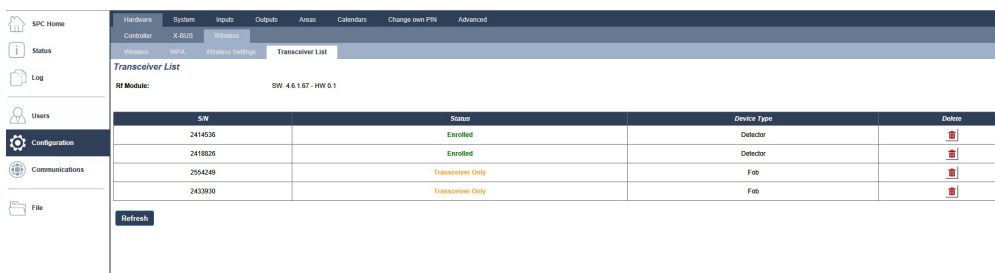 SPC Home
Status
Log
Users
Configuration
Communications
File
Hardware System Inputs Outputs Areas Calendars Change own PIN Advanced
Controller X-BUS Wireless
Wireless WPA Wireless Settings Transceiver List
Transceiver List
Rf Module: SW. 4.6.1.67 - HW 0.1
S/N Status Device Type Delete
2414536 Enrolled Detector
2418826 Enrolled Detector
2554249 Transceiver Only Fob
2433930 Transceiver Only Fob
Refresh